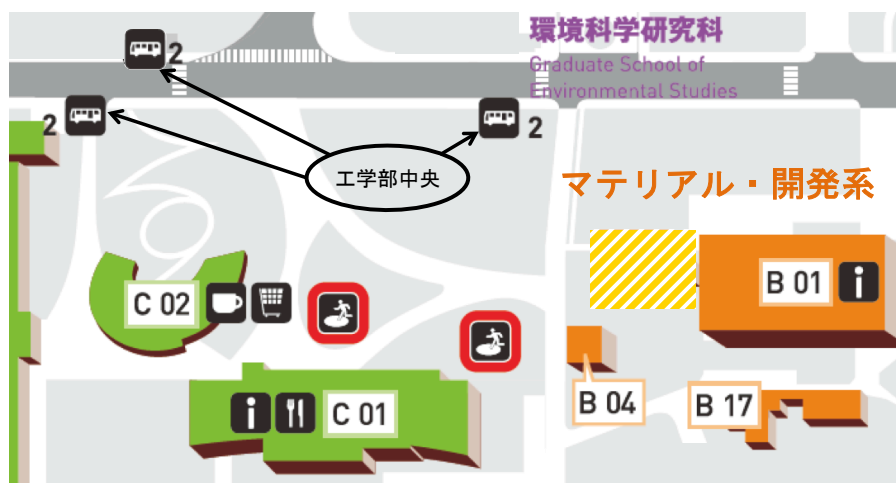 環境科学研究科
Graduate School of
Environmental Studies
2
2
2
工学部中央
マテリアル・開発系
B 01
C 02
B 04
B 17
C 01